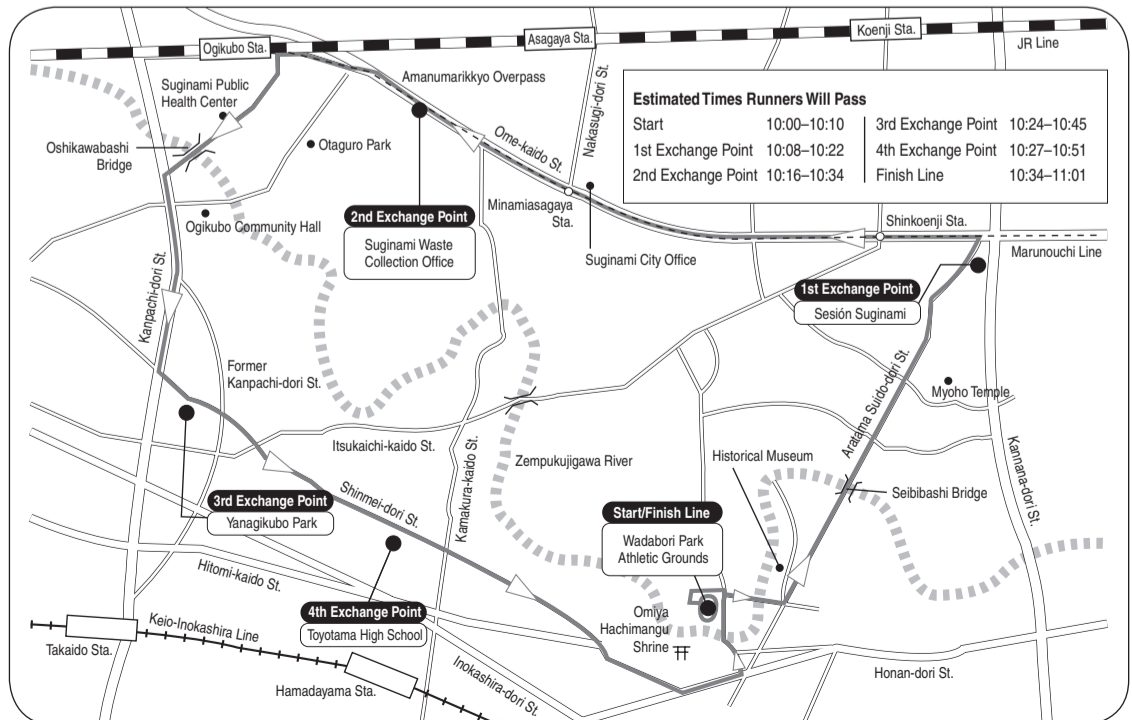 Ogikubo Sta.
Asagaya Sta.
Koenji Sta.
JR Line
Suginami Public
Health Center
Amanumarikkyo Overpass
Nakasugi-dori St.
Estimated Times Runners Will Pass
Start 10:00–10:10
1st Exchange Point 10:08–10:22
2nd Exchange Point 10:16–10:34
3rd Exchange Point 10:24–10:45
4th Exchange Point 10:27–10:51
Finish Line 10:34–11:01
Oshikawabashi
Bridge
Otaguro Park
Ome-kaido St.
Minamiasagaya
Sta.
Ogikubo Community Hall
2nd Exchange Point
Suginami Waste
Collection Office
Suginami City Office
Shinkoenji Sta.
Marunouchi Line
1st Exchange Point
Sesión Suginami
Kanpachi-dori St.
Former
Kanpachi-dori St.
Aratama Suido-dori St.
Myoho Temple
Itsukaichi-kaido St.
Kamakura-kaido St.
Zempukujigawa River
Historical Museum
Kannana-dori St.
Seibibashi Bridge
3rd Exchange Point
Yanagikubo Park
Shinmei-dori St.
Start/Finish Line
Wadabori Park
Athletic Grounds
Hitomi-kaido St.
4th Exchange Point
Toyotama High School
Omiya
Hachimangu
Shrine
Keio-Inokashira Line
Takaido Sta.
Hamadayama Sta.
Inokashira-dori St.
Honan-dori St.